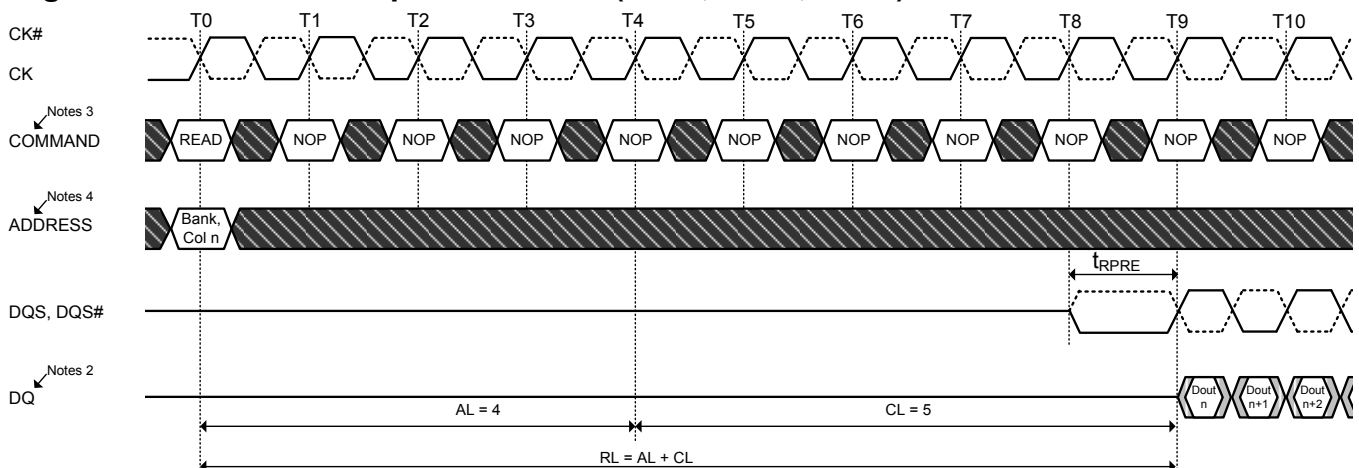 T0 T1 T2 T3 T4 T5 T6 T7 T8 T9 T10
CK#
CK
Notes 3
COMMAND
READ NOP NOP NOP NOP NOP NOP NOP NOP NOP NOP
Notes 4
ADDRESS
Bank,
Col n
tRPRE
DQS, DQS#
Notes 2
DQ
Dout
n
Dout
n+1
Dout
n+2
AL = 4
CL = 5
RL = AL + CL